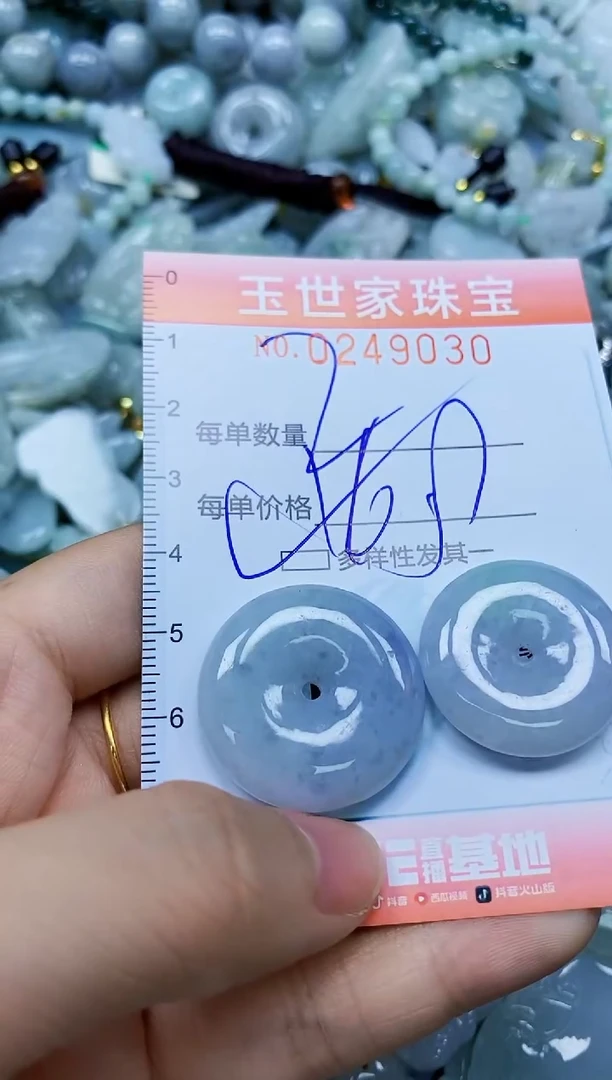 玉世家珠宝
NO.0249030
0
1
每单数量
2
3
每单价格
4
多样性发其一
5
6
直播基地
抖音 西瓜视频 抖音火山版